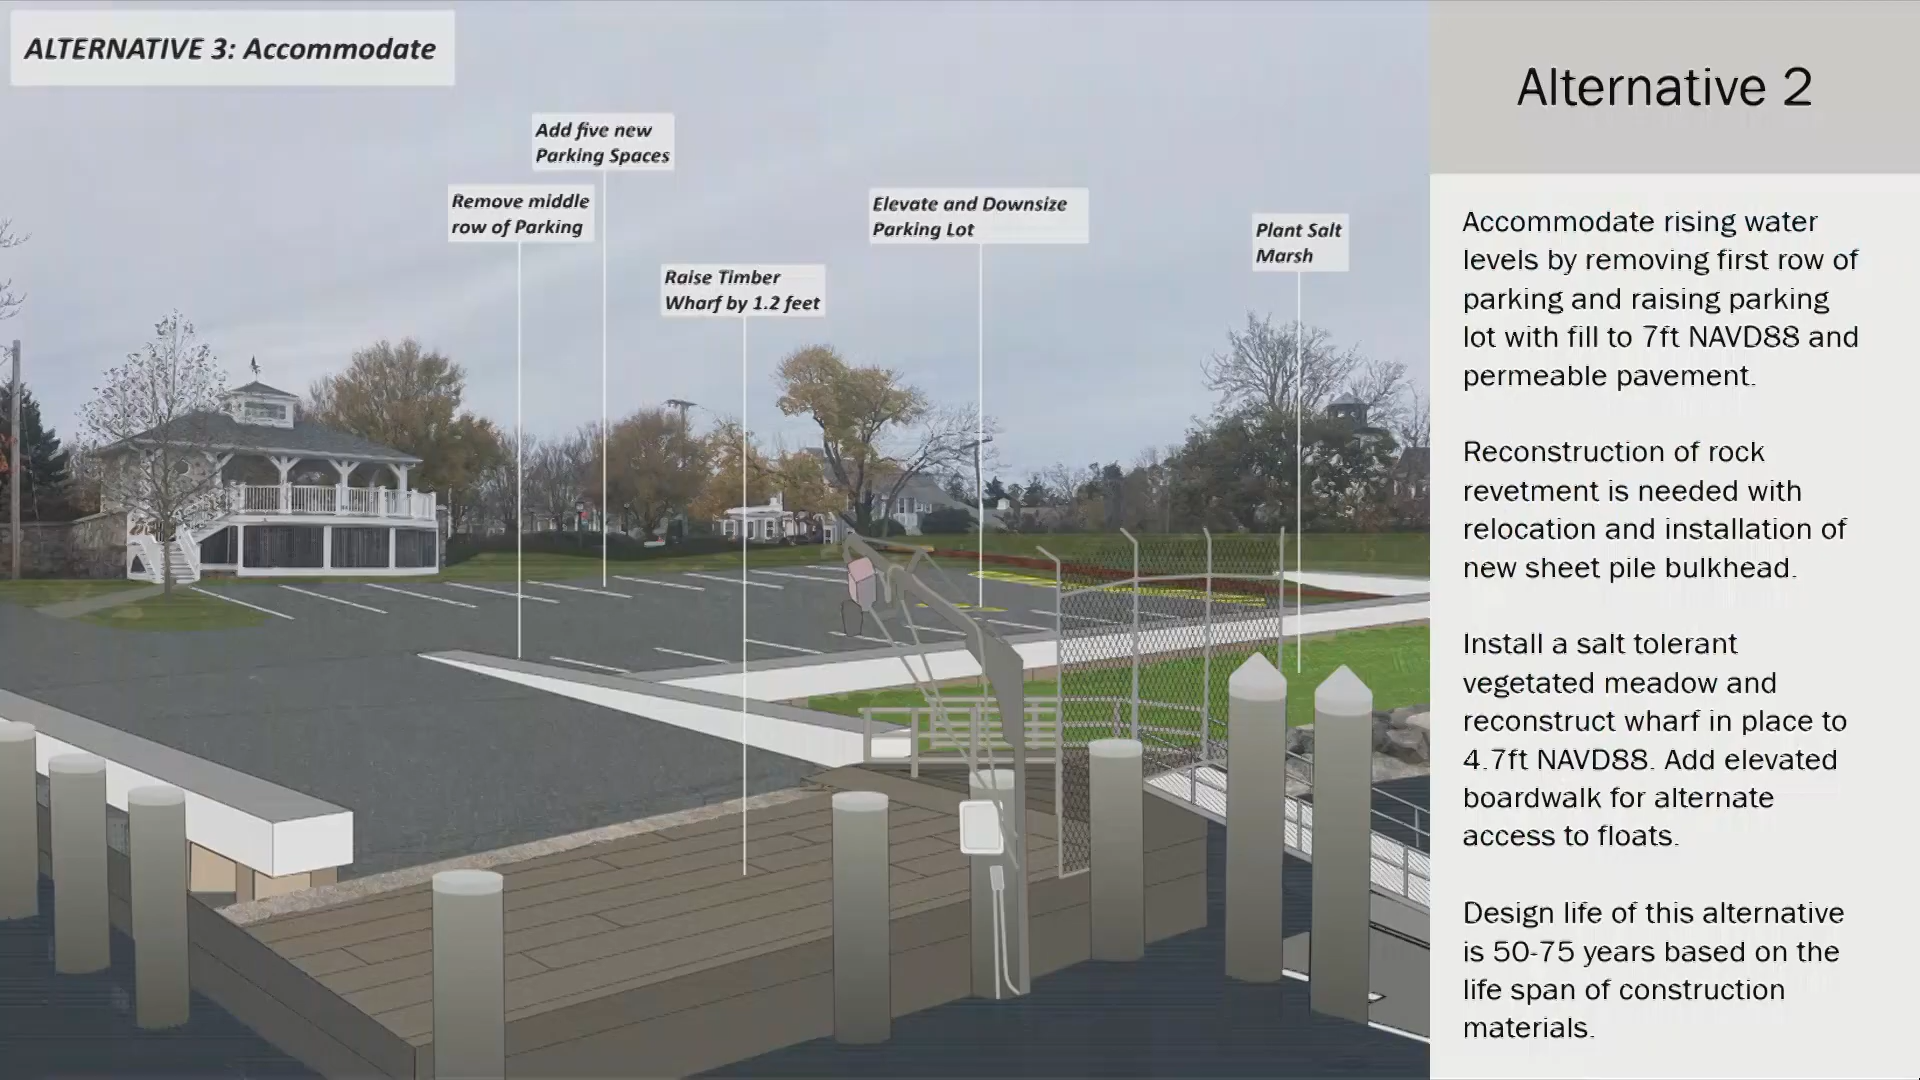 ALTERNATIVE 3: Accommodate
Add five new
Parking Spaces
Remove middle
row of Parking
Raise Timber
Wharf by 1.2 feet
Elevate and Downsize
Parking Lot
Plant Salt
Marsh
Alternative 2
Accommodate rising water
levels by removing first row of
parking and raising parking
lot with fill to 7ft NAVD88 and
permeable pavement.
Reconstruction of rock
revetment is needed with
relocation and installation of
new sheet pile bulkhead.
Install a salt tolerant
vegetated meadow and
reconstruct wharf in place to
4.7ft NAVD88. Add elevated
boardwalk for alternate
access to floats.
Design life of this alternative
is 50-75 years based on the
life span of construction
materials.